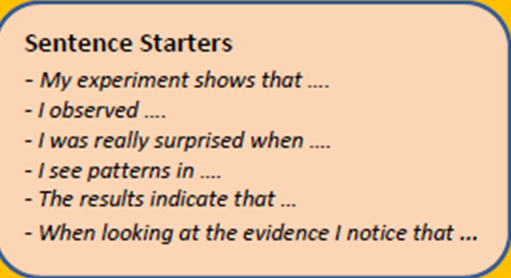 Sentence Starters
- My experiment shows that ....
- I observed ....
- I was really surprised when ....
- I see patterns in ....
- The results indicate that ...
- When looking at the evidence I notice that ...